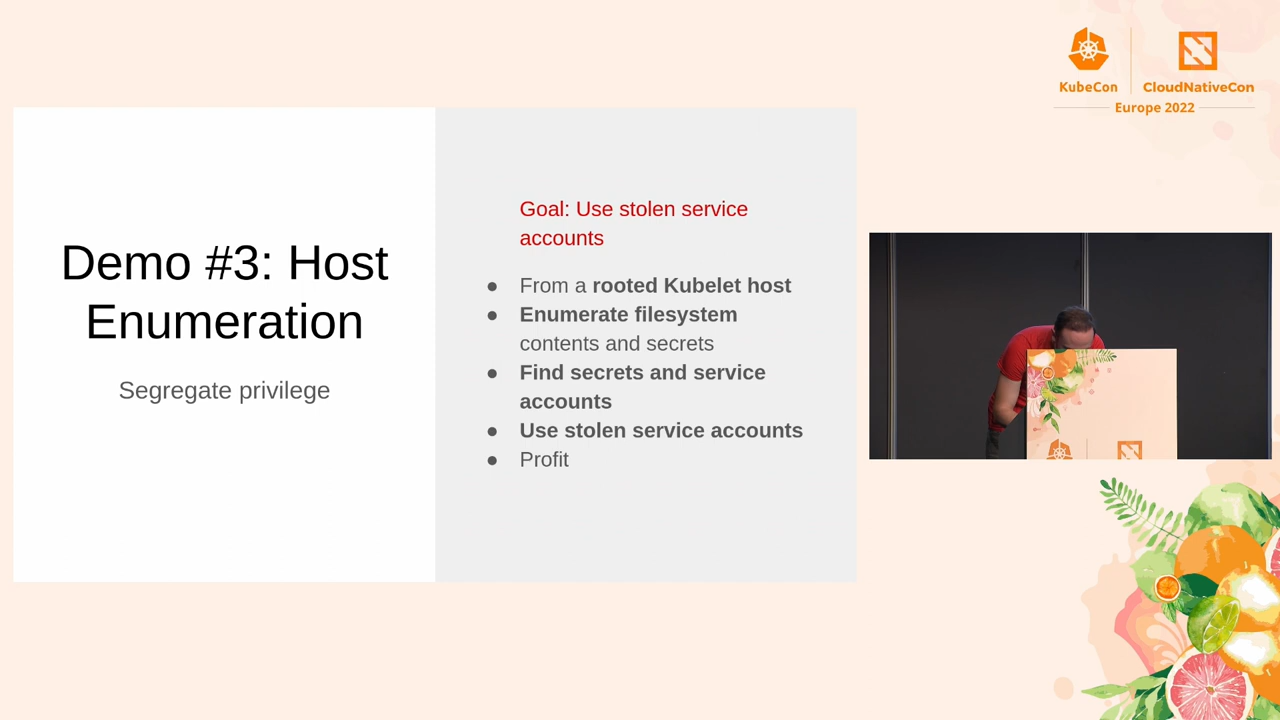 KubeCon
CloudNativeCon
Europe 2022
Demo #3: Host
Enumeration
Segregate privilege
Goal: Use stolen service
accounts
● From a rooted Kubelet host
● Enumerate filesystem
contents and secrets
● Find secrets and service
accounts
● Use stolen service accounts
● Profit